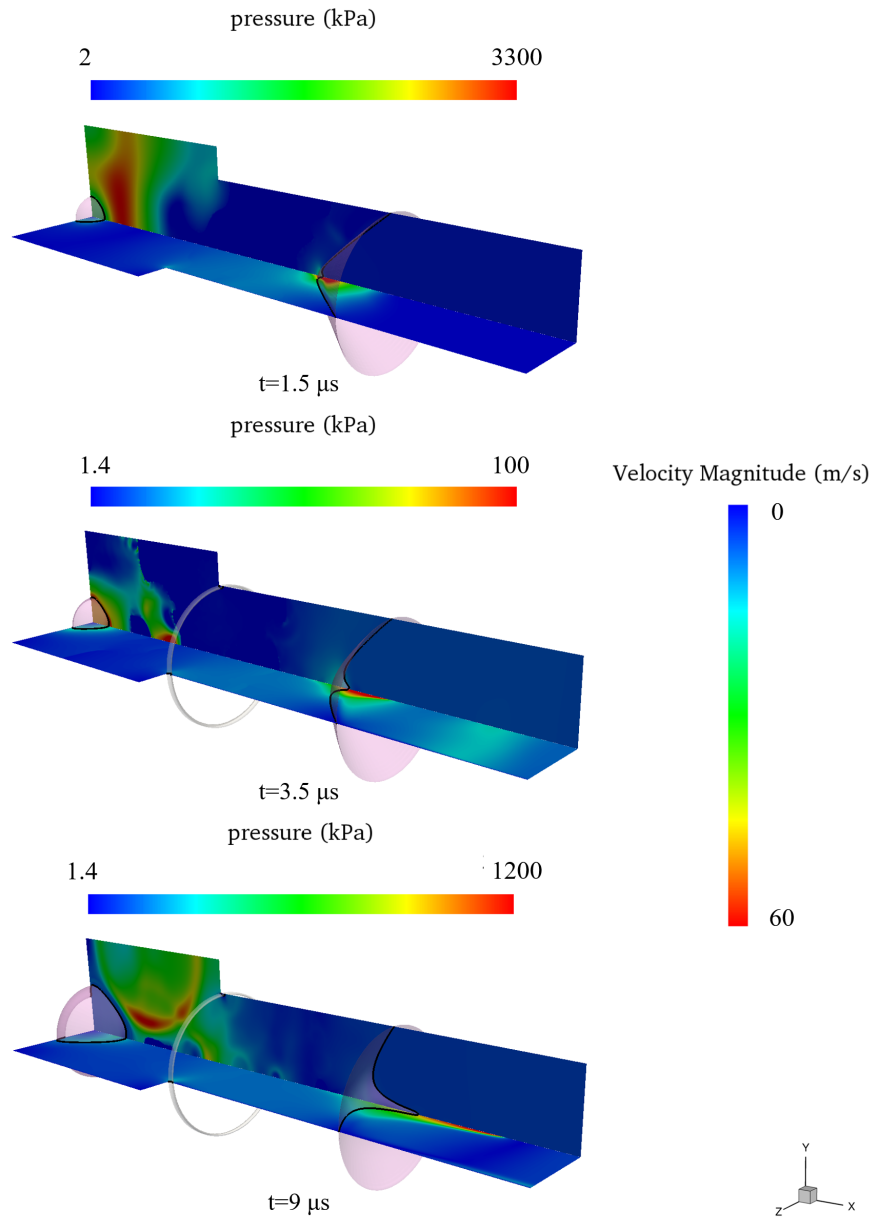 pressure (kPa)
2 3300
t=1.5 µs
pressure (kPa)
1.4 100
Velocity Magnitude (m/s)
0
t=3.5 µs
pressure (kPa)
1.4 1200
60
t=9 µs
Y
Z X